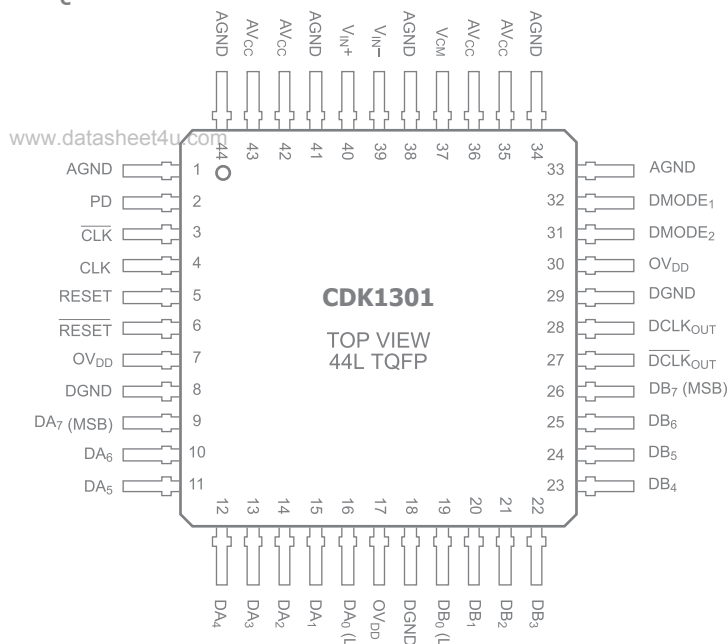 AGND
AVCC
AVCC
AGND
VIN+
VIN–
AGND
VCM
AVCC
AVCC
AGND
www.datasheet4u.com
44
43
42
41
40
39
38
37
36
35
34
AGND 1
PD 2
CLK 3
CLK 4
RESET 5
RESET 6
OVDD 7
DGND 8
DA7 (MSB) 9
DA6 10
DA5 11
CDK1301
TOP VIEW
44L TQFP
33 AGND
32 DMODE1
31 DMODE2
30 OVDD
29 DGND
28 DCLKOUT
27 DCLKOUT
26 DB7 (MSB)
25 DB6
24 DB5
23 DB4
12
13
14
15
16
17
18
19
20
21
22
DA4
DA3
DA2
DA1
DA0
OVDD
DGND
DB0
DB1
DB2
DB3